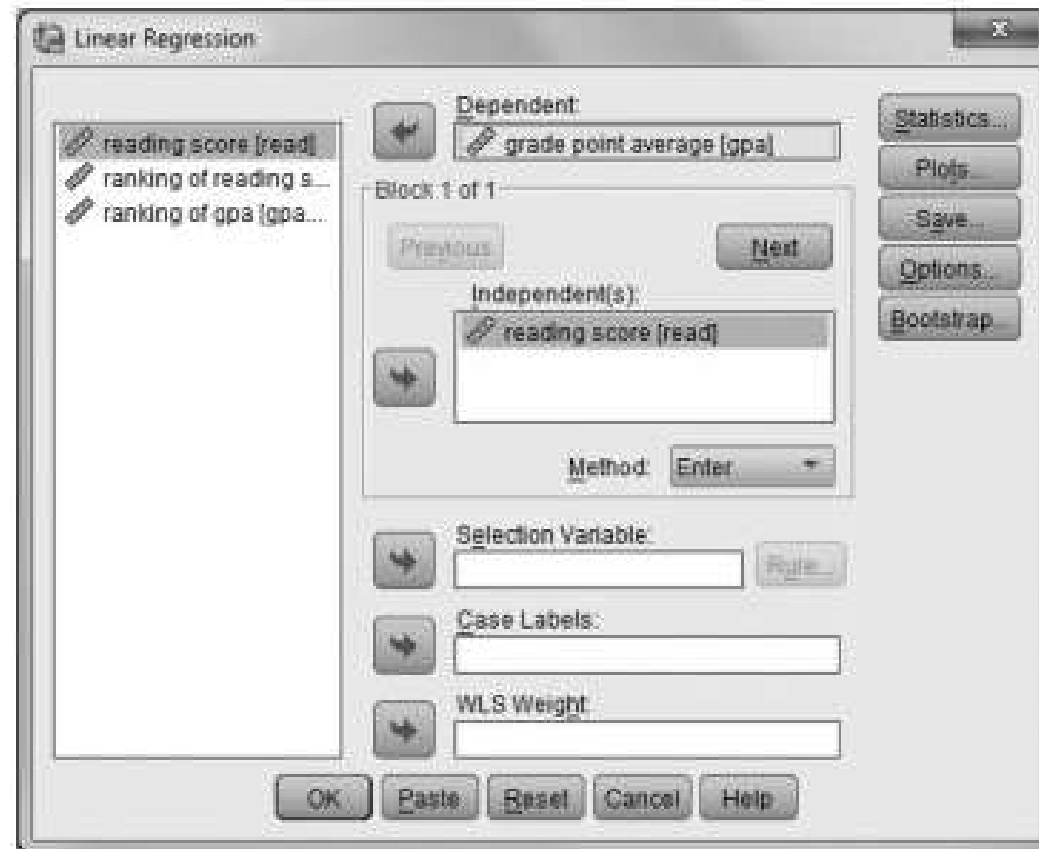 Linear Regression
reading score [read]
ranking of reading s...
ranking of gpa [gpa....
Dependent:
grade point average [gpa]
Block 1 of 1
Previous
Next
Independent(s):
reading score [read]
Method: Enter
Selection Variable:
Rule...
Case Labels:
WLS Weight:
Statistics...
Plots...
Save...
Options...
Bootstrap...
OK Paste Reset Cancel Help